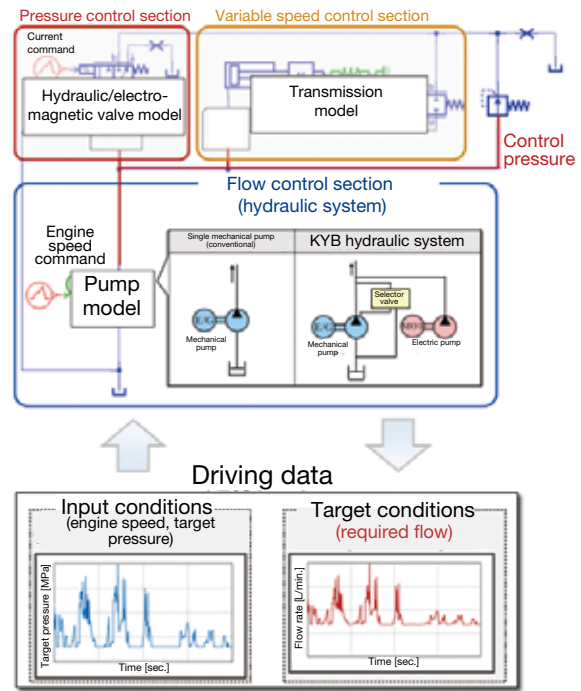 Pressure control section
Variable speed control section
Current
command
Hydraulic/electro-
magnetic valve model
Transmission
model
Control
pressure
Flow control section
(hydraulic system)
Engine
speed
command
Pump
model
Single mechanical pump
(conventional)
KYB hydraulic system
Selector
valve
E/G
Mechanical
pump
E/G
Mechanical
pump
Electric pump
Driving data
Input conditions
(engine speed, target
pressure)
Target pressure [MPa]
Time [sec.]
Target conditions
(required flow)
Flow rate [L/min.]
Time [sec.]